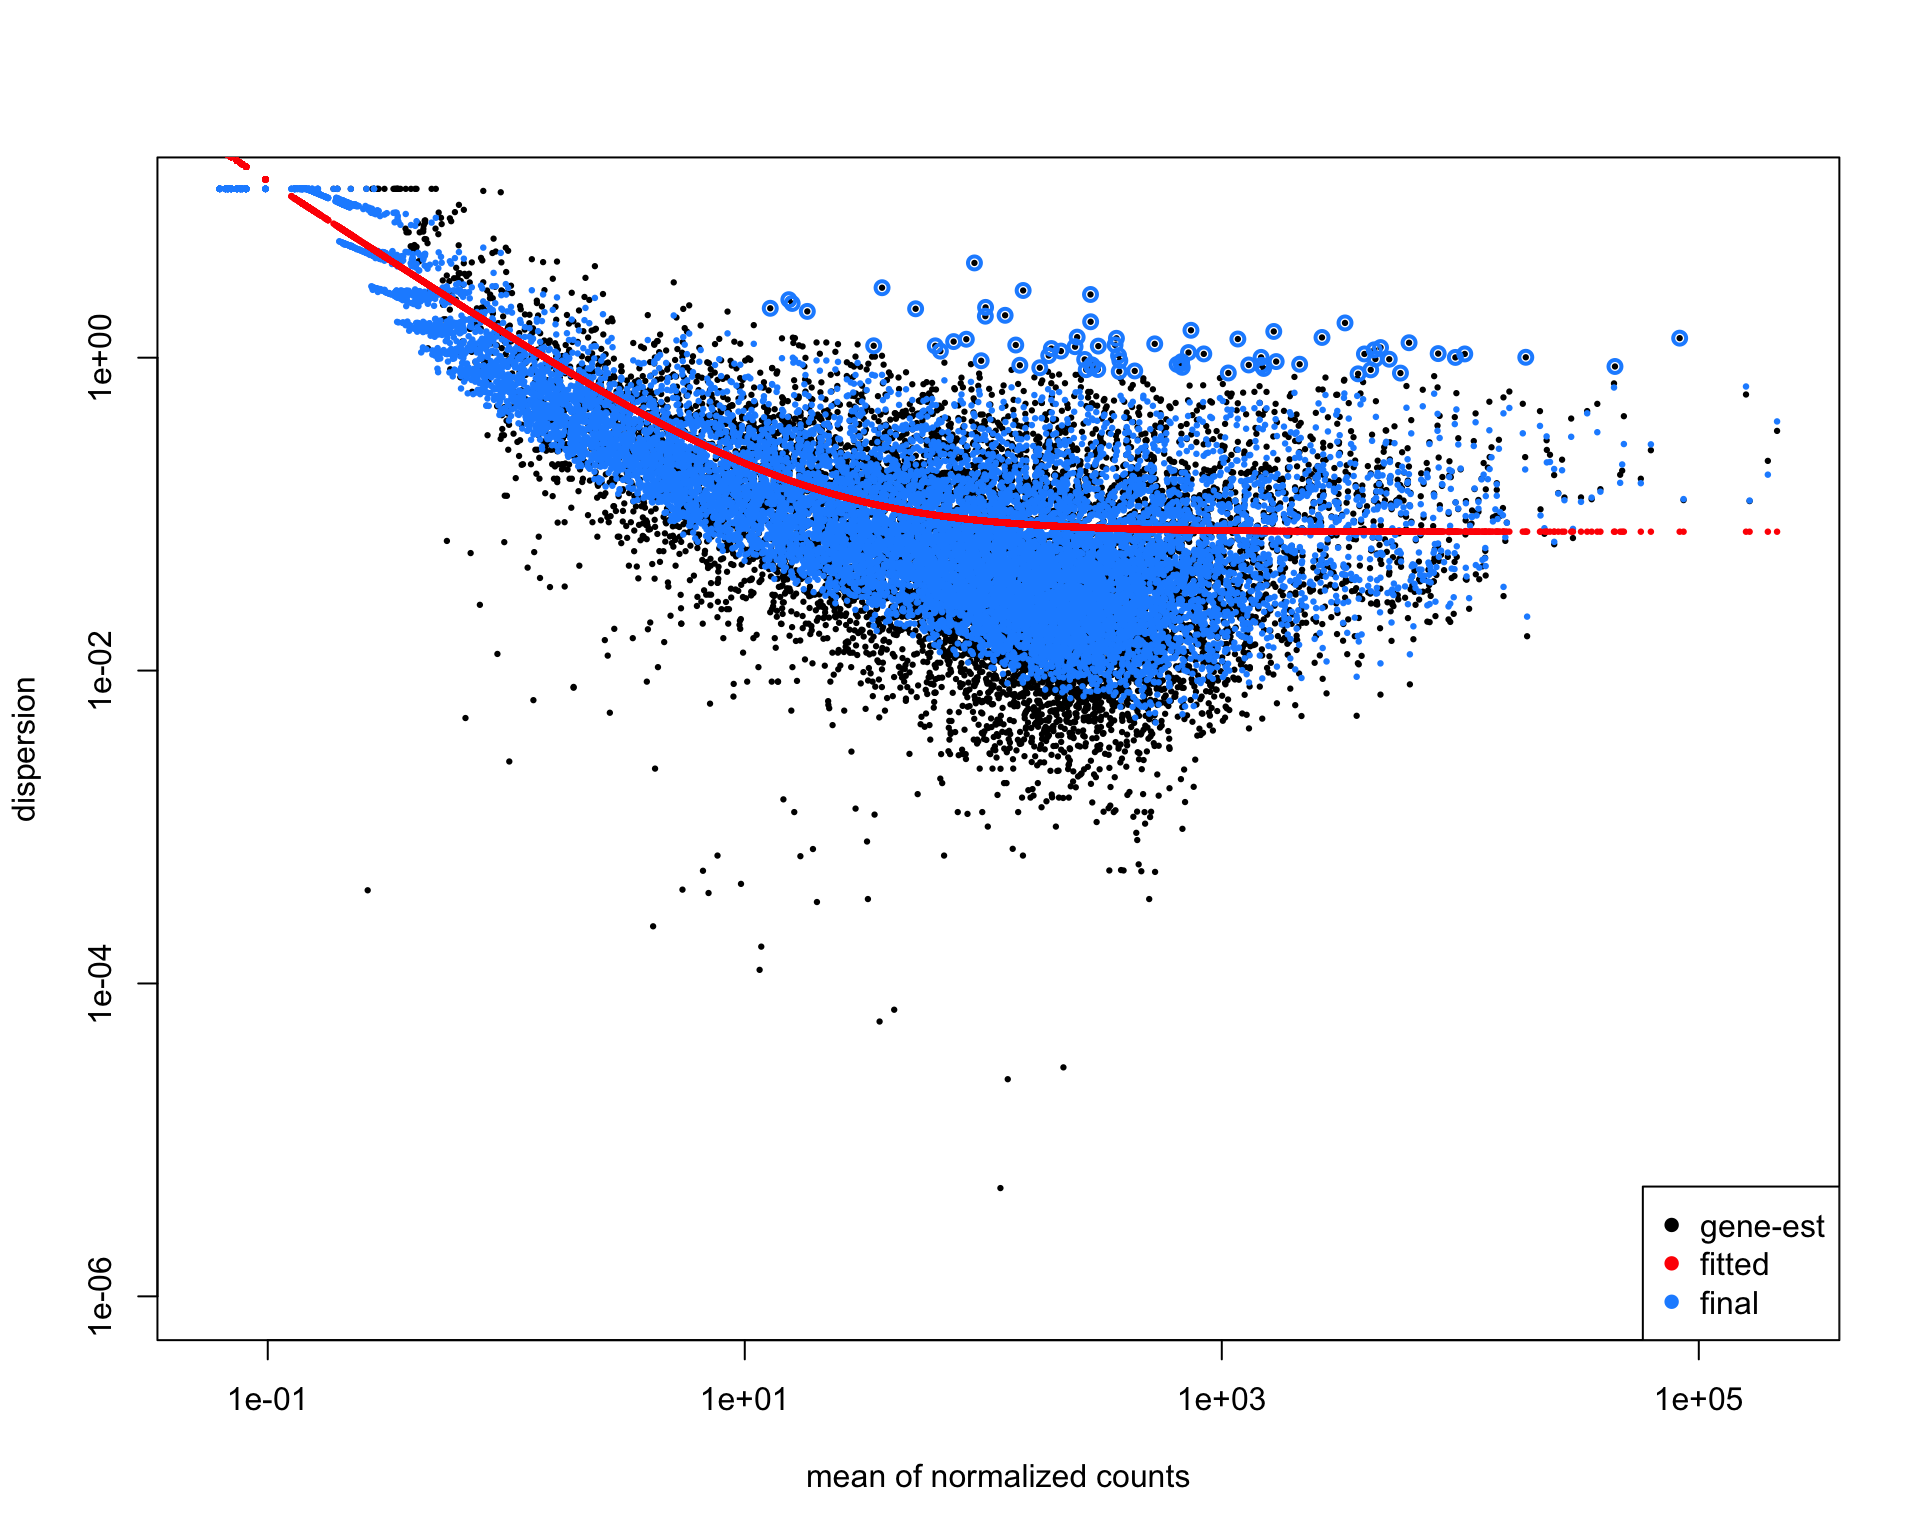 dispersion
1e+00
1e-02
1e-04
1e-06
1e-01
1e+01
1e+03
1e+05
mean of normalized counts
gene-est
fitted
final